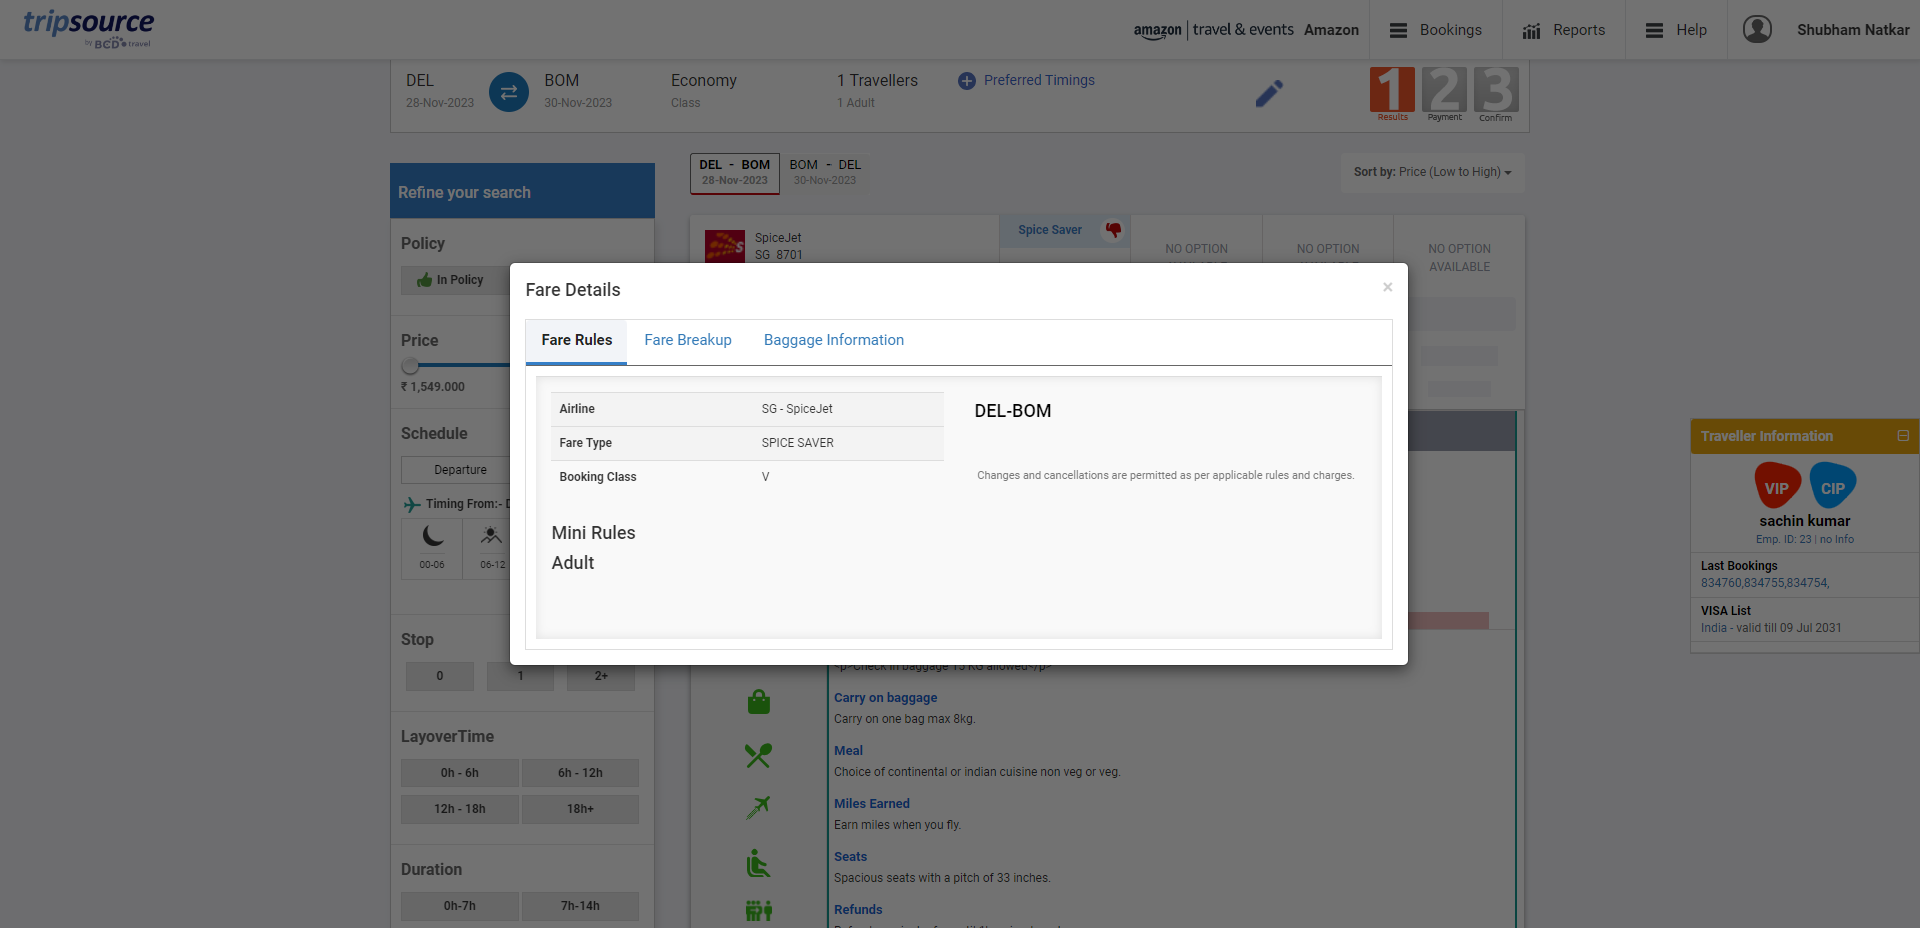 tripsource
by BCD travel
amazon | travel & events Amazon
Bookings
Reports
Help
Shubham Natkar
DEL
28-Nov-2023
BOM
30-Nov-2023
Economy
Class
1 Travellers
1 Adult
Preferred Timings
1 2 3
Results Payment Confirm
DEL - BOM
28-Nov-2023
BOM - DEL
30-Nov-2023
Sort by: Price (Low to High)
Refine your search
Policy
In Policy
Price
₹ 1,549.000
Schedule
Departure
Timing From:- D
00-06
06-12
Stop
0 1 2+
LayoverTime
0h - 6h 6h - 12h
12h - 18h 18h+
Duration
0h-7h 7h-14h
SpiceJet
SG 8701
Spice Saver
NO OPTION
NO OPTION
NO OPTION
AVAILABLE
Fare Details
×
Fare Rules Fare Breakup Baggage Information
Airline SG - SpiceJet
Fare Type SPICE SAVER
Booking Class V
DEL-BOM
Changes and cancellations are permitted as per applicable rules and charges.
Mini Rules
Adult
<p>Check in baggage 15 KG allowed</p>
Carry on baggage
Carry on one bag max 8kg.
Meal
Choice of continental or indian cuisine non veg or veg.
Miles Earned
Earn miles when you fly.
Seats
Spacious seats with a pitch of 33 inches.
Refunds
Traveller Information
VIP CIP
sachin kumar
Emp. ID: 23 | no Info
Last Bookings
834760,834755,834754,
VISA List
India - valid till 09 Jul 2031